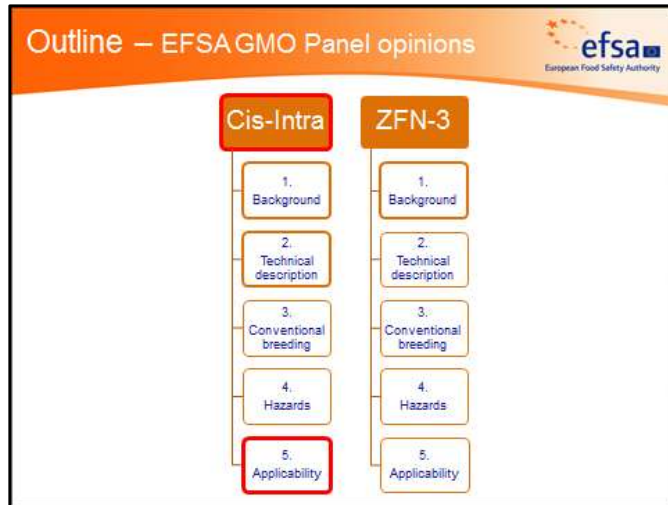 Outline – EFSA GMO Panel opinions
efsa
European Food Safety Authority
Cis-Intra
1.
Background
2.
Technical
description
3.
Conventional
breeding
4.
Hazards
5.
Applicability
ZFN-3
1.
Background
2.
Technical
description
3.
Conventional
breeding
4.
Hazards
5.
Applicability